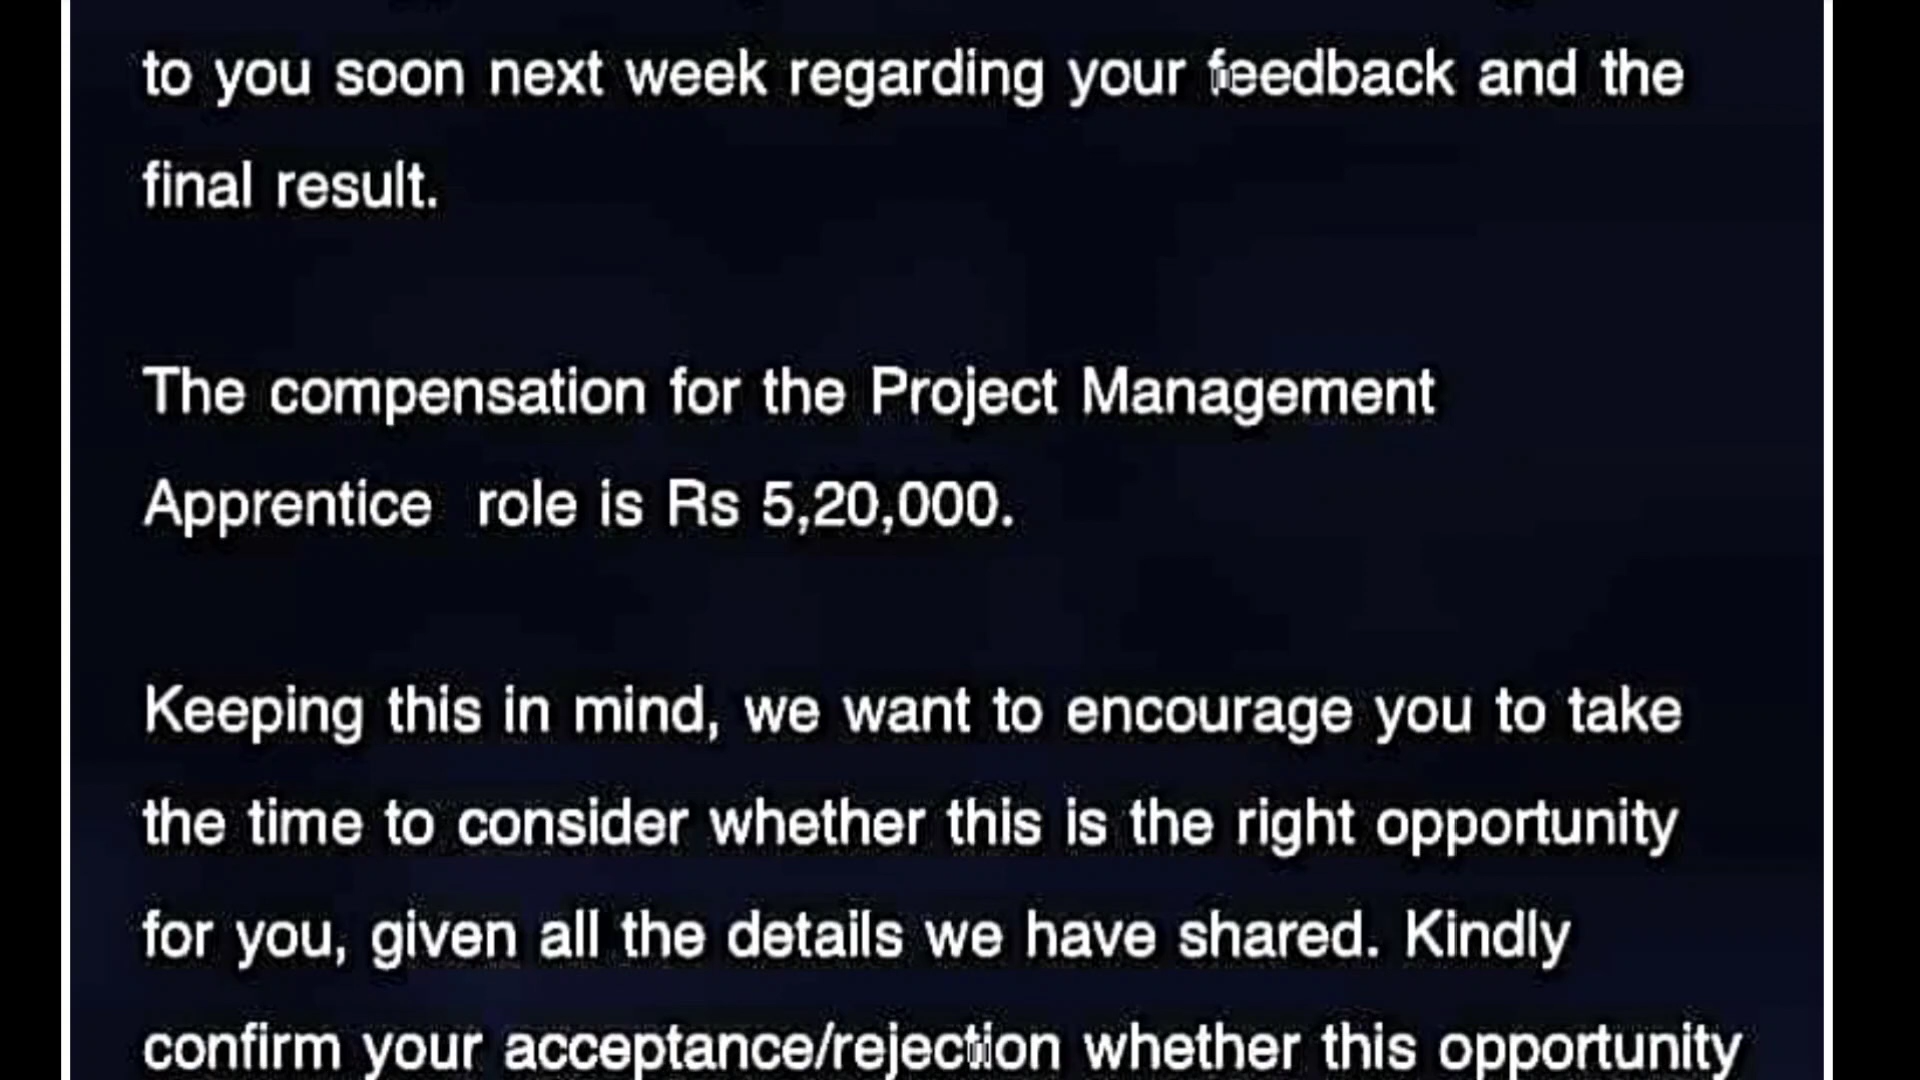 to you soon next week regarding your feedback and the
final result.
The compensation for the Project Management
Apprentice role is Rs 5,20,000.
Keeping this in mind, we want to encourage you to take
the time to consider whether this is the right opportunity
for you, given all the details we have shared. Kindly
confirm your acceptance/rejection whether this opportunity